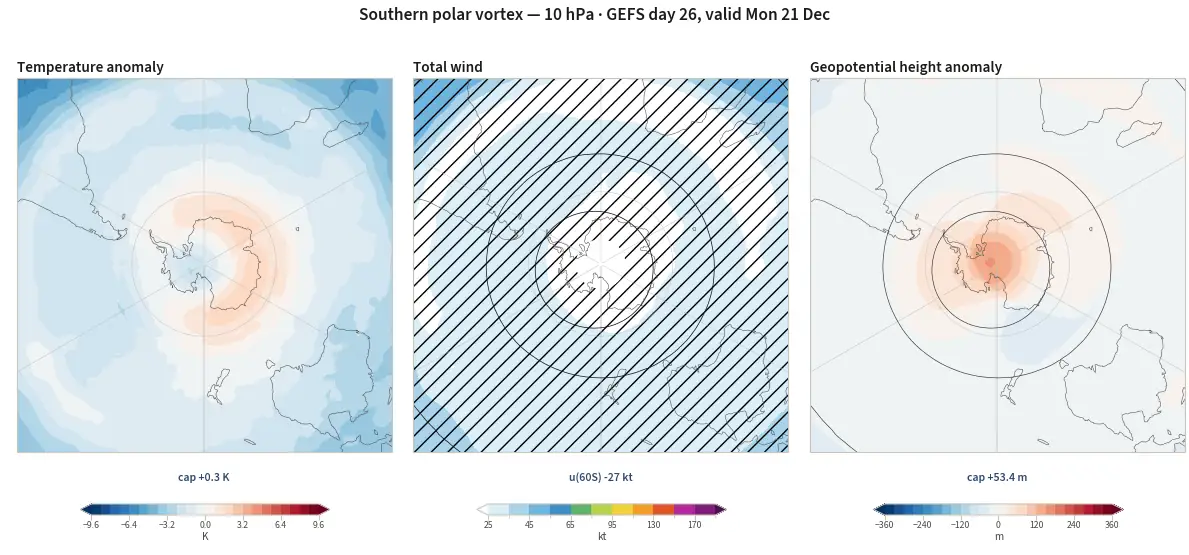 Southern polar vortex — 10 hPa · GEFS day 26, valid Mon 21 Dec
Temperature anomaly
Total wind
Geopotential height anomaly
cap +0.3 K
u(60S) -27 kt
cap +53.4 m
−9.6 −6.4 −3.2 0.0 3.2 6.4 9.6
K
25 45 65 95 130 170
kt
−360 −240 −120 0 120 240 360
m